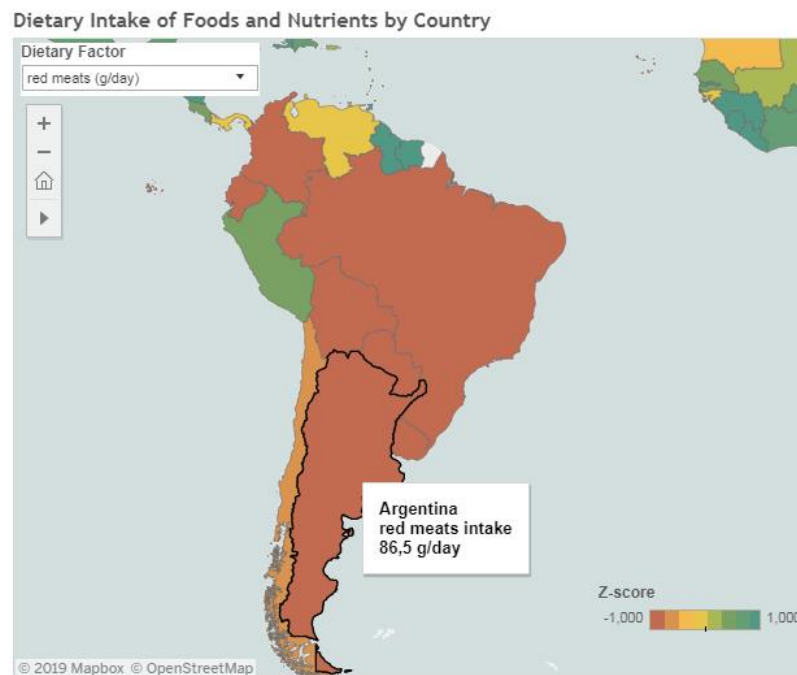 Dietary Intake of Foods and Nutrients by Country
Dietary Factor
red meats (g/day)
+
−
Argentina
red meats intake
86,5 g/day
Z-score
-1,000 1,000
© 2019 Mapbox © OpenStreetMap